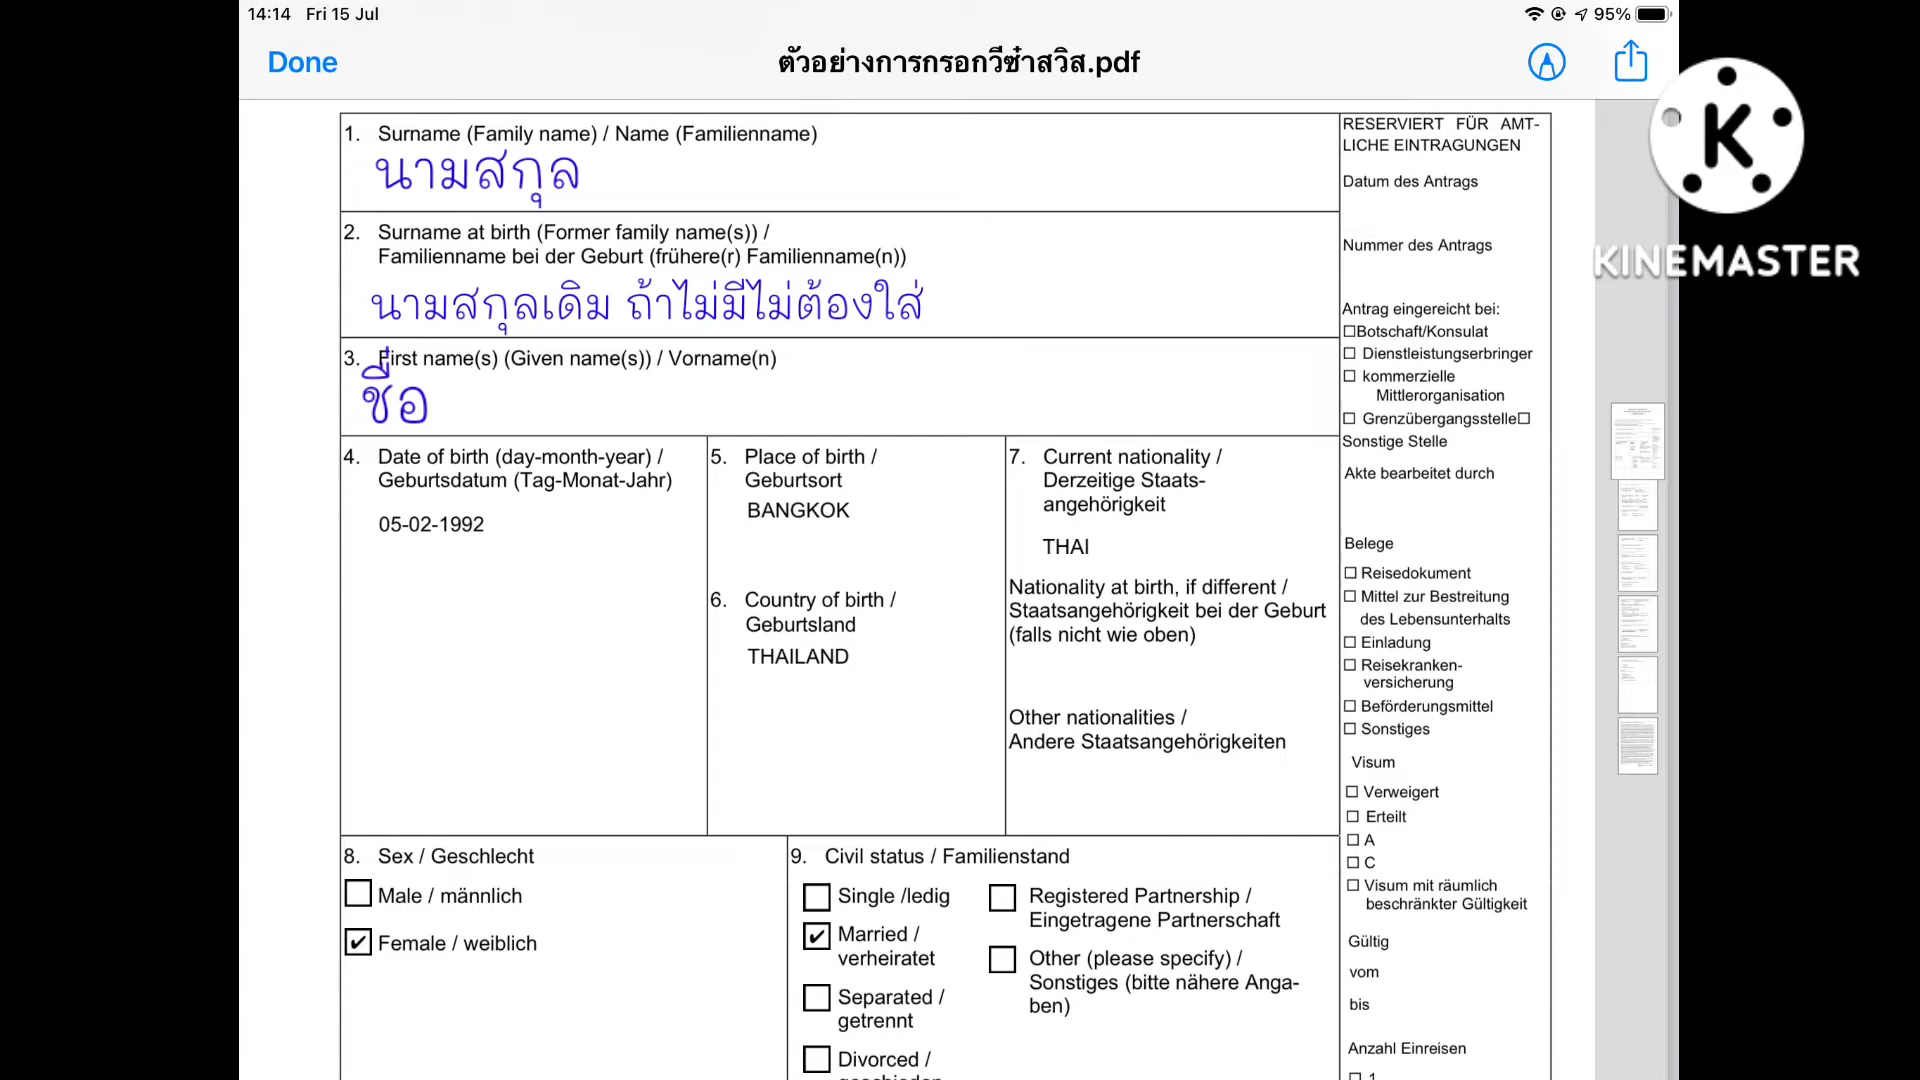 14:14 Fri 15 Jul
95%
Done
ตัวอย่างการกรอกวีซ๋าสวิส.pdf
KINEMASTER
1. Surname (Family name) / Name (Familienname)
นามสกุล
2. Surname at birth (Former family name(s)) /
Familienname bei der Geburt (frühere(r) Familienname(n))
นามสกุลเดิม ถ้าไม่มีไม่ต้องใส่
3. First name(s) (Given name(s)) / Vorname(n)
ชื่อ
4. Date of birth (day-month-year) /
Geburtsdatum (Tag-Monat-Jahr)
05-02-1992
5. Place of birth /
Geburtsort
BANGKOK
6. Country of birth /
Geburtsland
THAILAND
7. Current nationality /
Derzeitige Staats-
angehörigkeit
THAI
Nationality at birth, if different /
Staatsangehörigkeit bei der Geburt
(falls nicht wie oben)
Other nationalities /
Andere Staatsangehörigkeiten
8. Sex / Geschlecht
Male / männlich
Female / weiblich
9. Civil status / Familienstand
Single /ledig
Married /
verheiratet
Separated /
getrennt
Divorced /
Registered Partnership /
Eingetragene Partnerschaft
Other (please specify) /
Sonstiges (bitte nähere Anga-
ben)
RESERVIERT FÜR AMT-
LICHE EINTRAGUNGEN
Datum des Antrags
Nummer des Antrags
Antrag eingereicht bei:
Botschaft/Konsulat
Dienstleistungserbringer
kommerzielle
Mittlerorganisation
Grenzübergangsstelle
Sonstige Stelle
Akte bearbeitet durch
Belege
Reisedokument
Mittel zur Bestreitung
des Lebensunterhalts
Einladung
Reisekranken-
versicherung
Beförderungsmittel
Sonstiges
Visum
Verweigert
Erteilt
A
C
Visum mit räumlich
beschränkter Gültigkeit
Gültig
vom
bis
Anzahl Einreisen